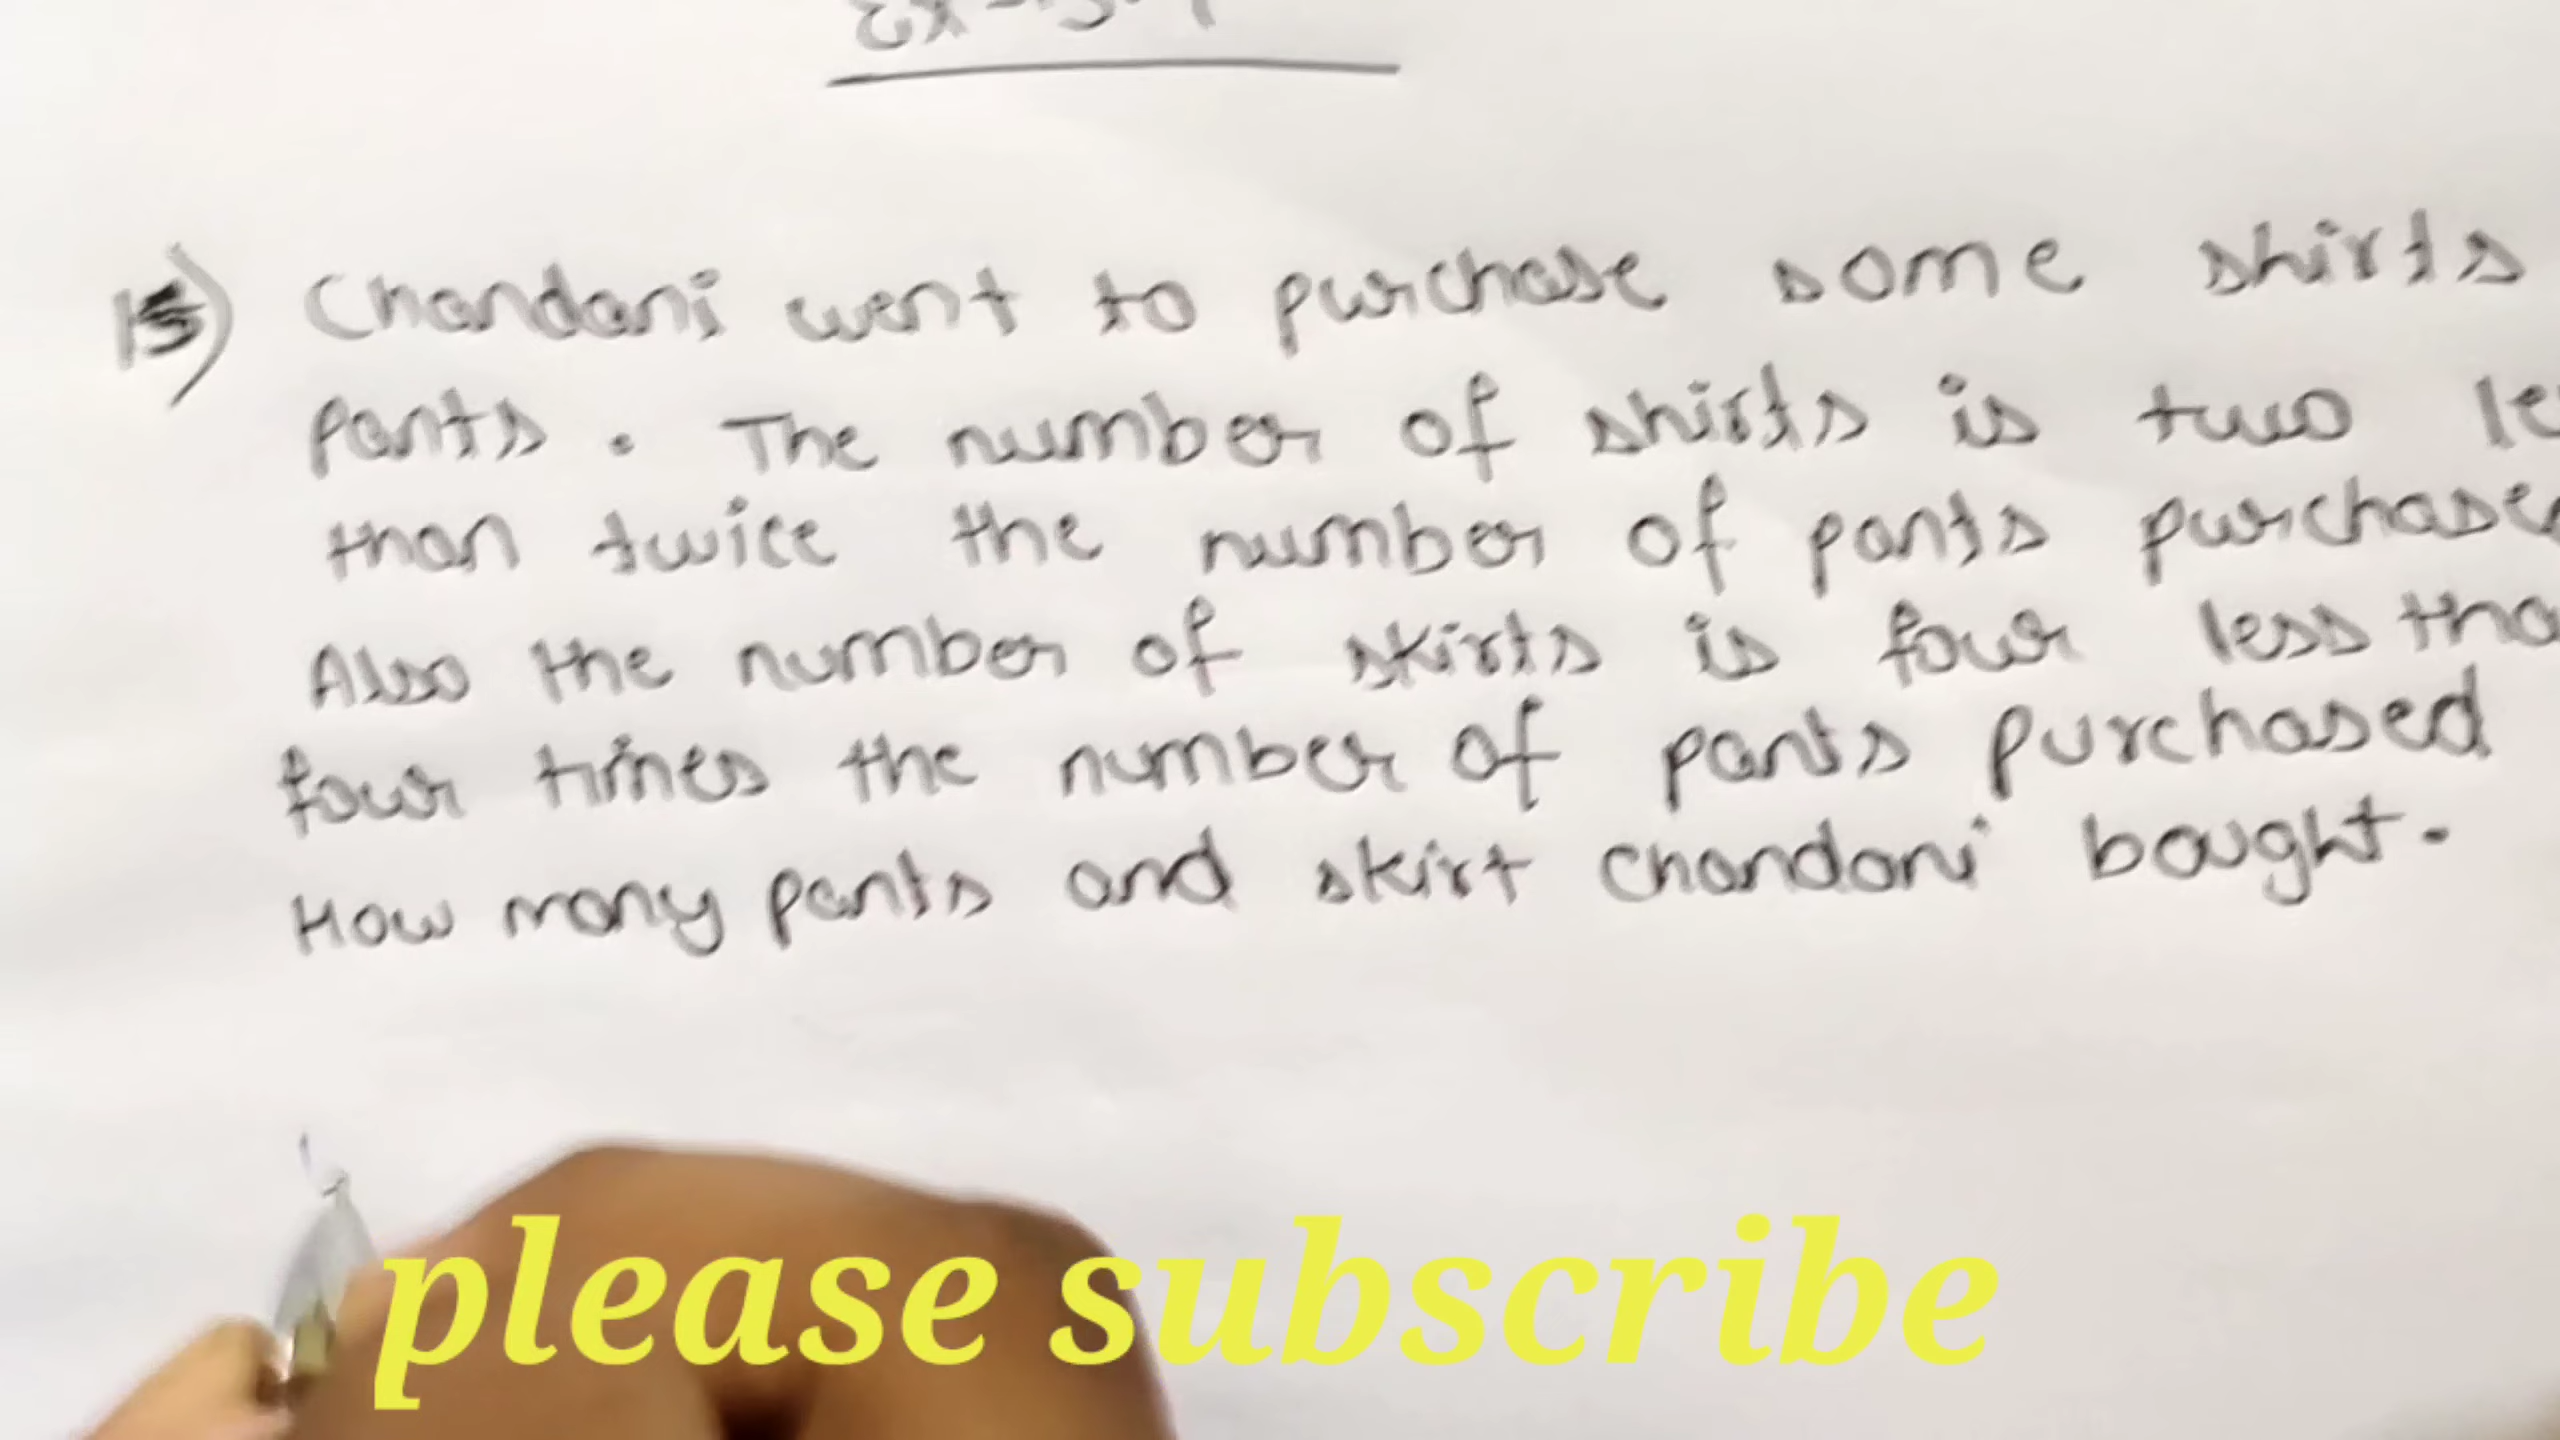 15) Chandani went to purchase some shirts
pants. The number of shirts is two
than twice the number of pants
Also the number of skirts is four less
four times the number of pants purchased
How many pants and skirt Chandani bought.
please subscribe